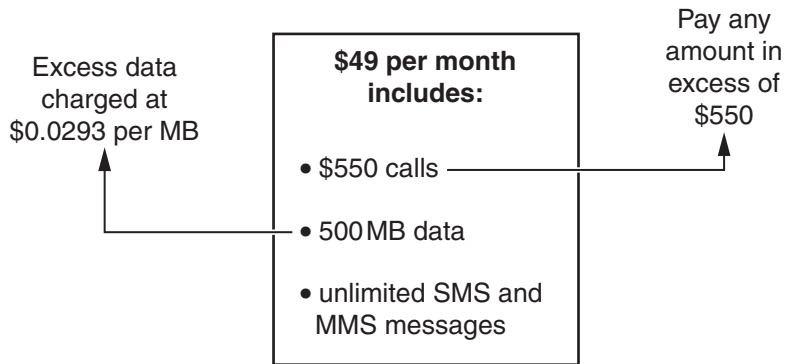 Excess data
charged at
$0.0293 per MB
$49 per month
includes:
• $550 calls
• 500 MB data
• unlimited SMS and
MMS messages
Pay any
amount in
excess of
$550